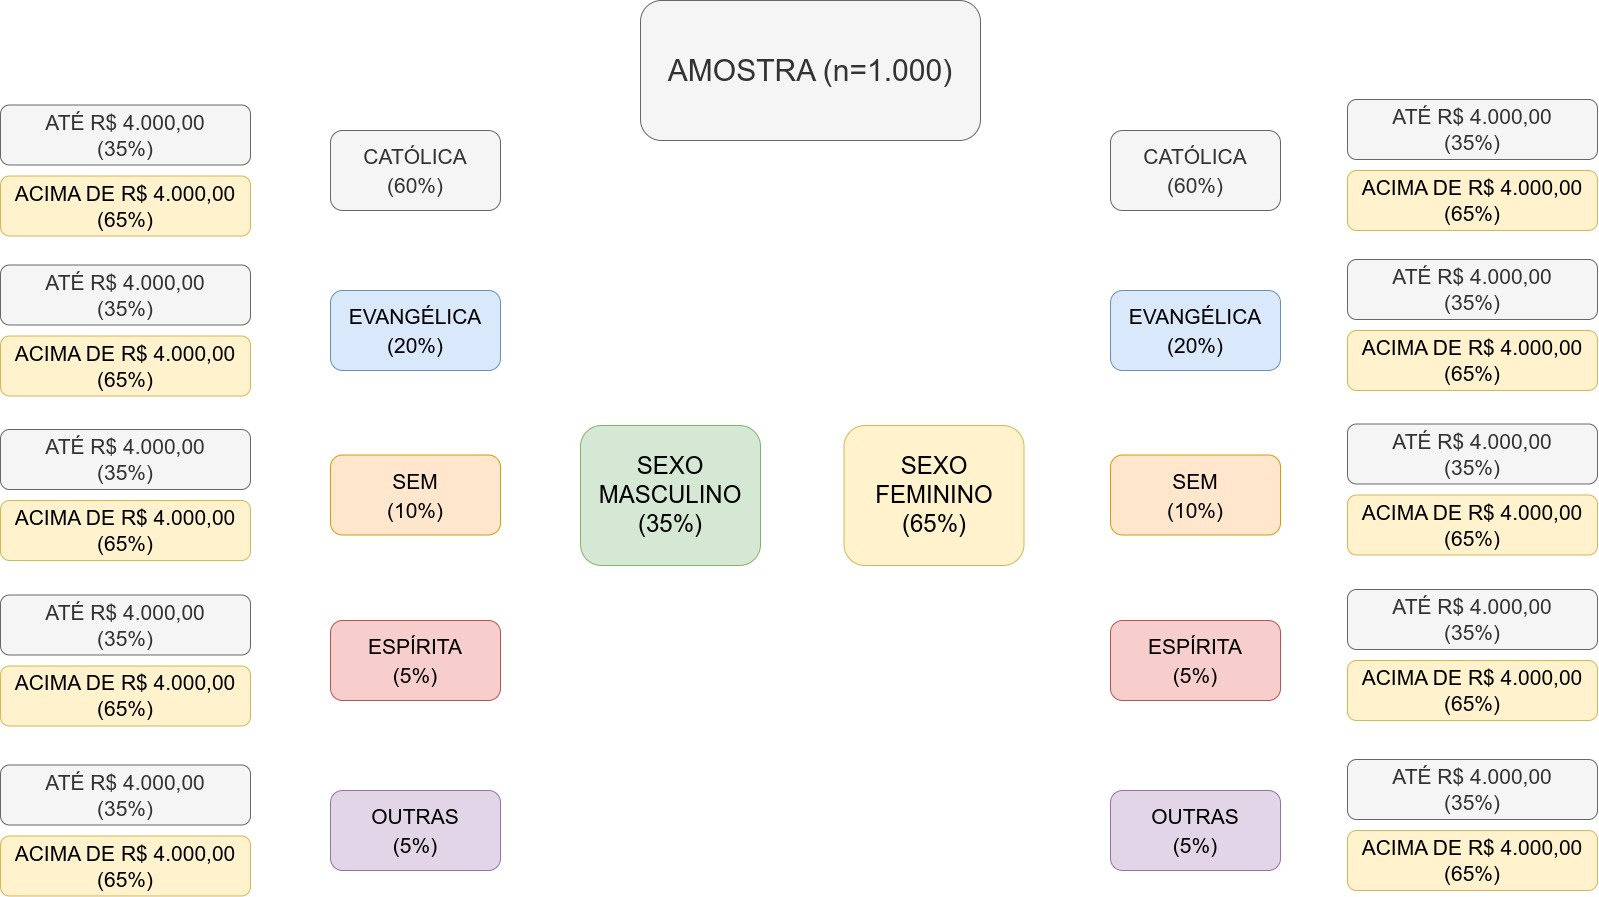 AMOSTRA (n=1.000)
ATÉ R$ 4.000,00
(35%)
ACIMA DE R$ 4.000,00
(65%)
CATÓLICA
(60%)
ATÉ R$ 4.000,00
(35%)
ACIMA DE R$ 4.000,00
(65%)
EVANGÉLICA
(20%)
ATÉ R$ 4.000,00
(35%)
ACIMA DE R$ 4.000,00
(65%)
SEM
(10%)
ATÉ R$ 4.000,00
(35%)
ACIMA DE R$ 4.000,00
(65%)
ESPÍRITA
(5%)
ATÉ R$ 4.000,00
(35%)
ACIMA DE R$ 4.000,00
(65%)
OUTRAS
(5%)
SEXO
MASCULINO
(35%)
SEXO
FEMININO
(65%)
CATÓLICA
(60%)
ATÉ R$ 4.000,00
(35%)
ACIMA DE R$ 4.000,00
(65%)
EVANGÉLICA
(20%)
ATÉ R$ 4.000,00
(35%)
ACIMA DE R$ 4.000,00
(65%)
SEM
(10%)
ATÉ R$ 4.000,00
(35%)
ACIMA DE R$ 4.000,00
(65%)
ESPÍRITA
(5%)
ATÉ R$ 4.000,00
(35%)
ACIMA DE R$ 4.000,00
(65%)
OUTRAS
(5%)
ATÉ R$ 4.000,00
(35%)
ACIMA DE R$ 4.000,00
(65%)